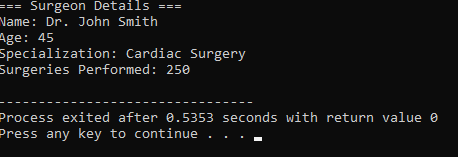 === Surgeon Details ===
Name: Dr. John Smith
Age: 45
Specialization: Cardiac Surgery
Surgeries Performed: 250
--------------------------------
Process exited after 0.5353 seconds with return value 0
Press any key to continue . . .